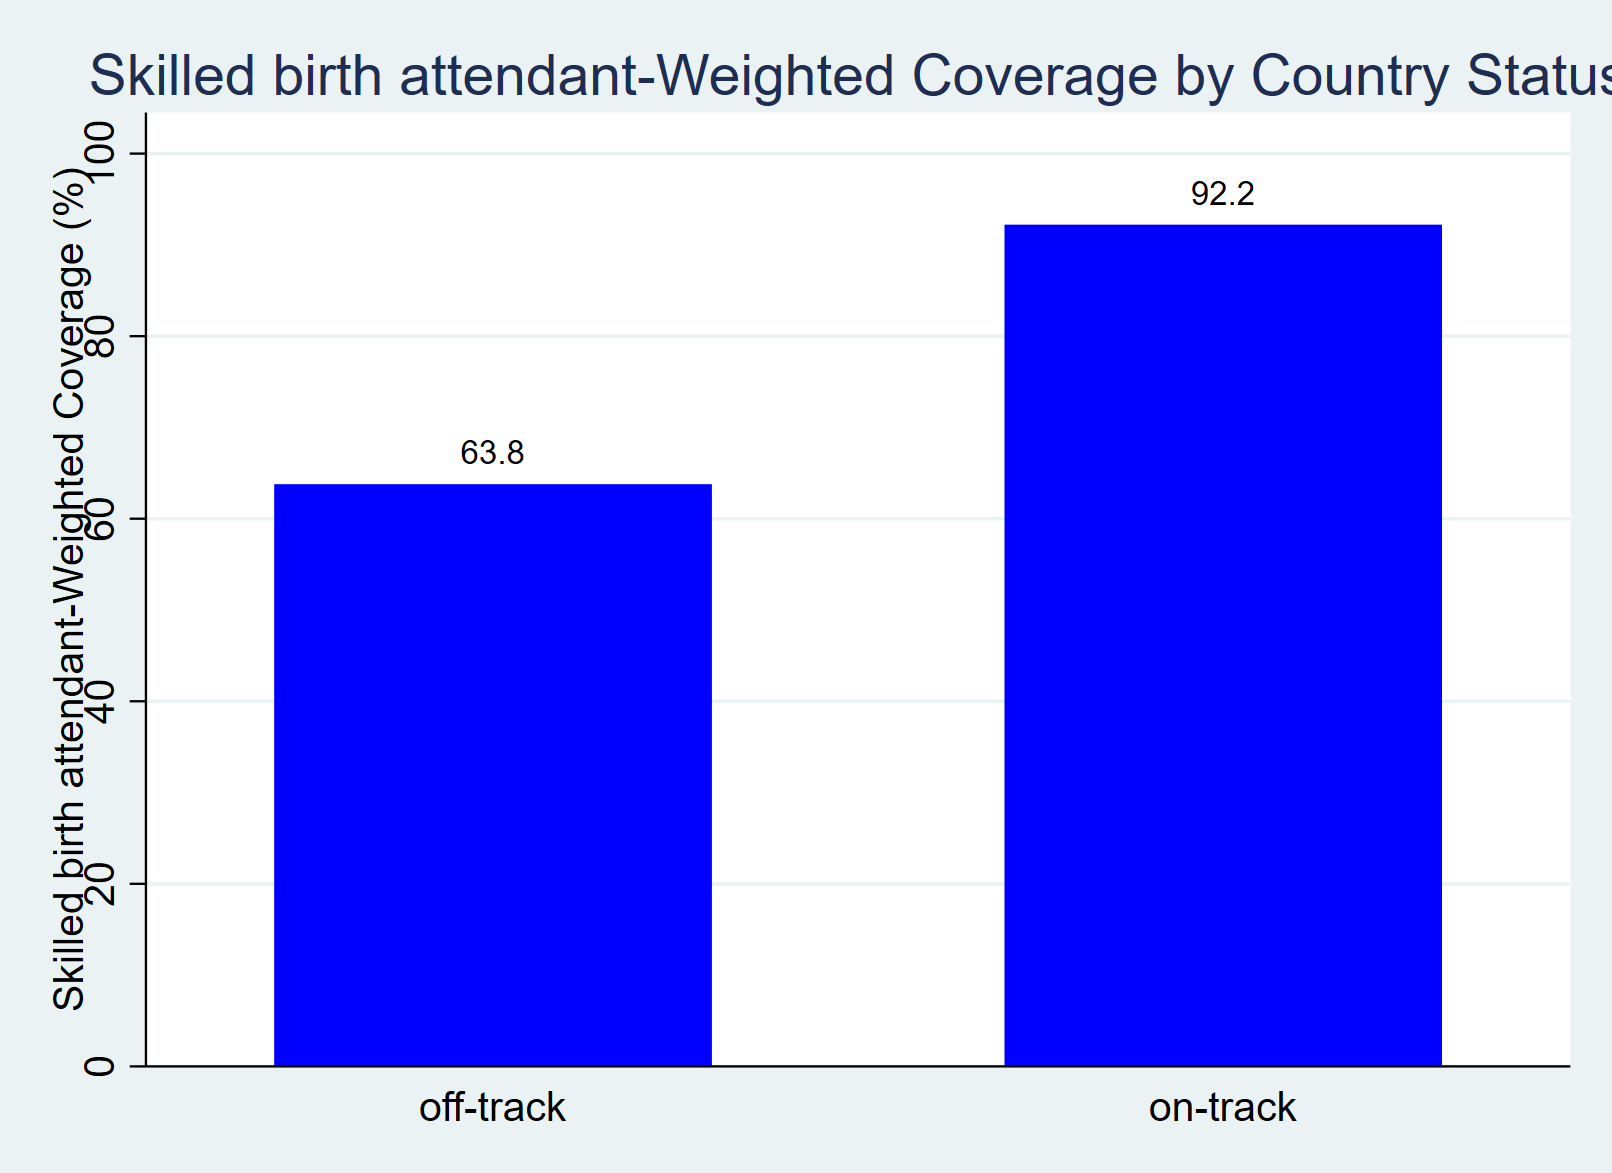 Skilled birth attendant-Weighted Coverage by Country Status
Skilled birth attendant-Weighted Coverage (%)
100
80
60
40
20
0
63.8
92.2
off-track
on-track